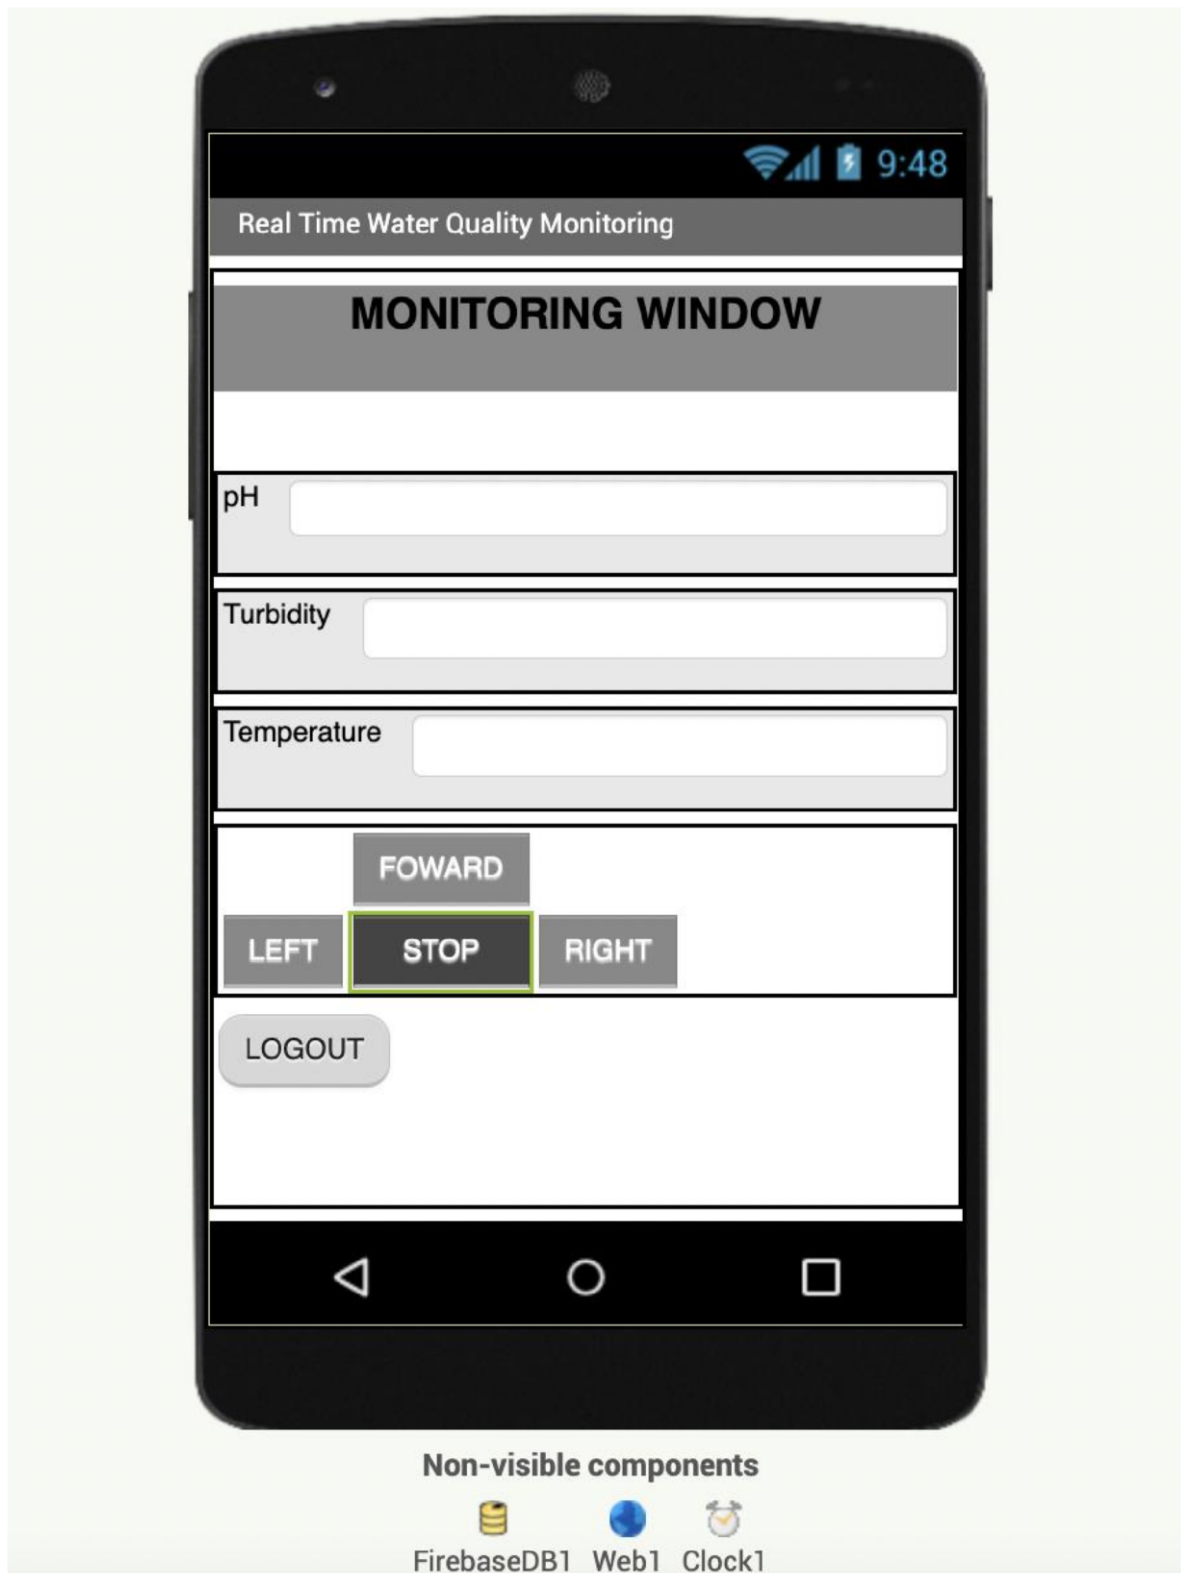 9:48
Real Time Water Quality Monitoring
MONITORING WINDOW
pH
Turbidity
Temperature
FOWARD
LEFT STOP RIGHT
LOGOUT
Non-visible components
FirebaseDB1 Web1 Clock1